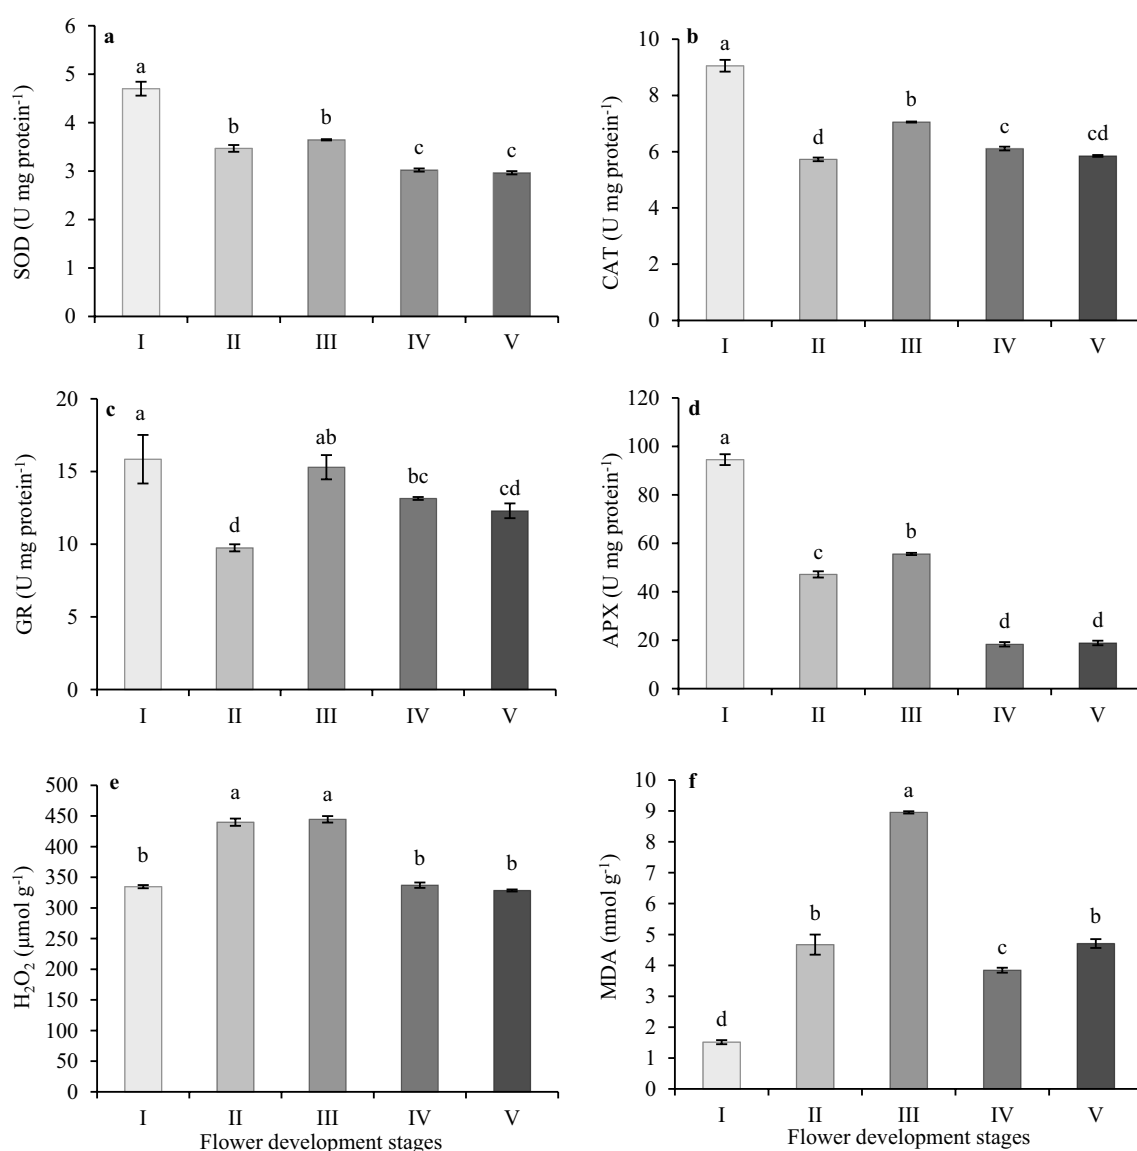 a
SOD (U mg protein⁻¹)
6
5
4
3
2
1
0
a
b
b
c
c
I II III IV V
b
CAT (U mg protein⁻¹)
10
8
6
4
2
0
a
d
b
c
cd
I II III IV V
c
GR (U mg protein⁻¹)
20
15
10
5
0
a
d
ab
bc
cd
I II III IV V
d
APX (U mg protein⁻¹)
120
100
80
60
40
20
0
a
c
b
d
d
I II III IV V
e
H₂O₂ (μmol g⁻¹)
500
450
400
350
300
250
200
150
100
50
0
b
a
a
b
b
I II III IV V
Flower development stages
f
MDA (nmol g⁻¹)
10
9
8
7
6
5
4
3
2
1
0
d
b
a
c
b
I II III IV V
Flower development stages